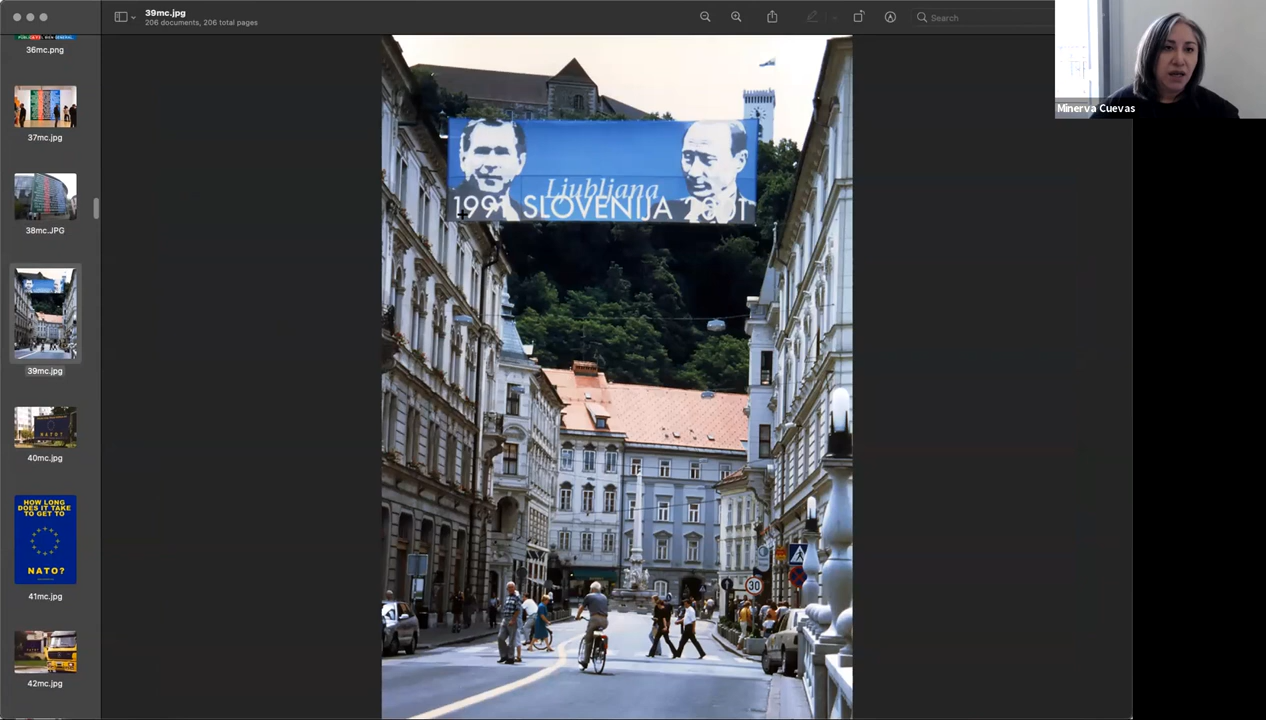 39mc.jpg
206 documents, 206 total pages
Search
Minerva Cuevas
36mc.png
37mc.jpg
38mc.JPG
39mc.jpg
40mc.jpg
NATO?
HOW LONG
DOES IT TAKE
TO GET TO
NATO?
41mc.jpg
42mc.jpg
Ljubljana
1991 SLOVENIJA 2001
30